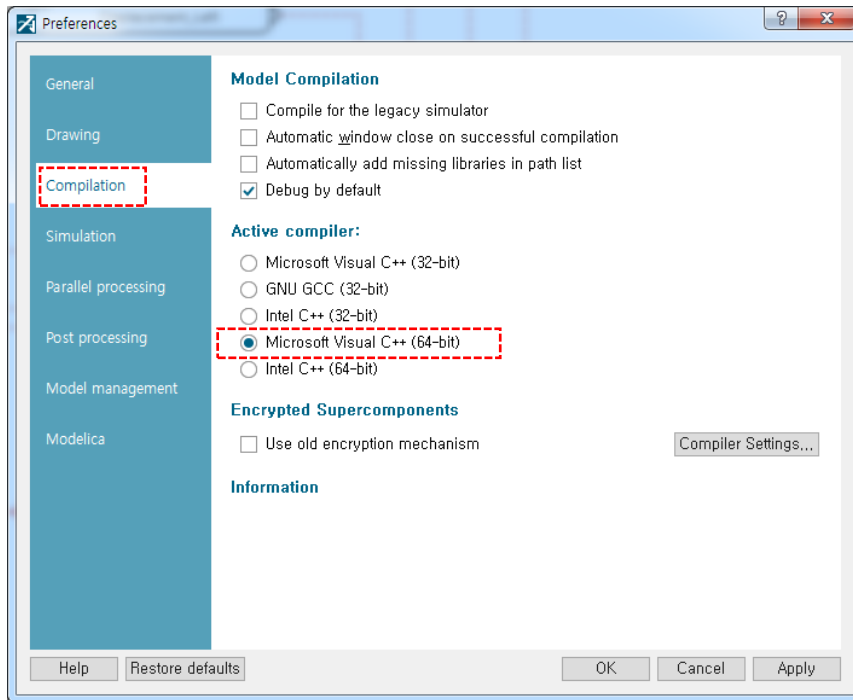 Preferences
General
Drawing
Compilation
Simulation
Parallel processing
Post processing
Model management
Modelica
Model Compilation
Compile for the legacy simulator
Automatic window close on successful compilation
Automatically add missing libraries in path list
Debug by default
Active compiler:
Microsoft Visual C++ (32-bit)
GNU GCC (32-bit)
Intel C++ (32-bit)
Microsoft Visual C++ (64-bit)
Intel C++ (64-bit)
Encrypted Supercomponents
Use old encryption mechanism
Compiler Settings...
Information
Help
Restore defaults
OK
Cancel
Apply